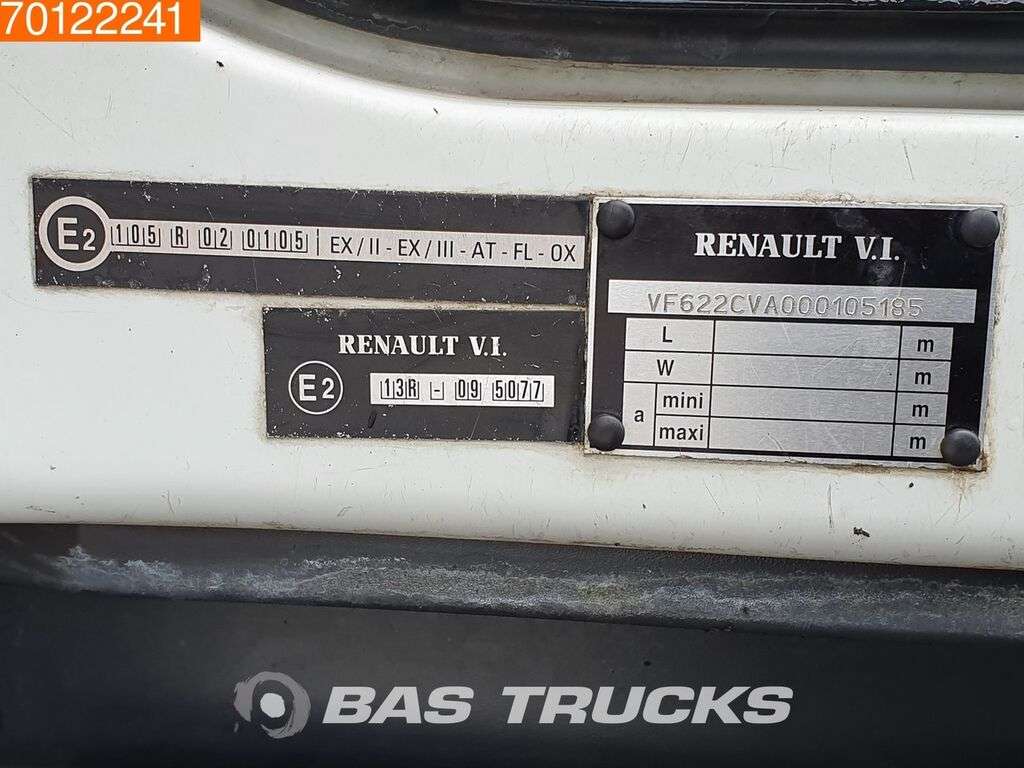 70122241
E2 105 R 02 0105 EX/II - EX/III - AT - FL - OX
RENAULT V.I.
E2 13R - 09 5077
RENAULT V.I.
VF622CVA000105185
L m
W m
a mini m
maxi m
BAS TRUCKS